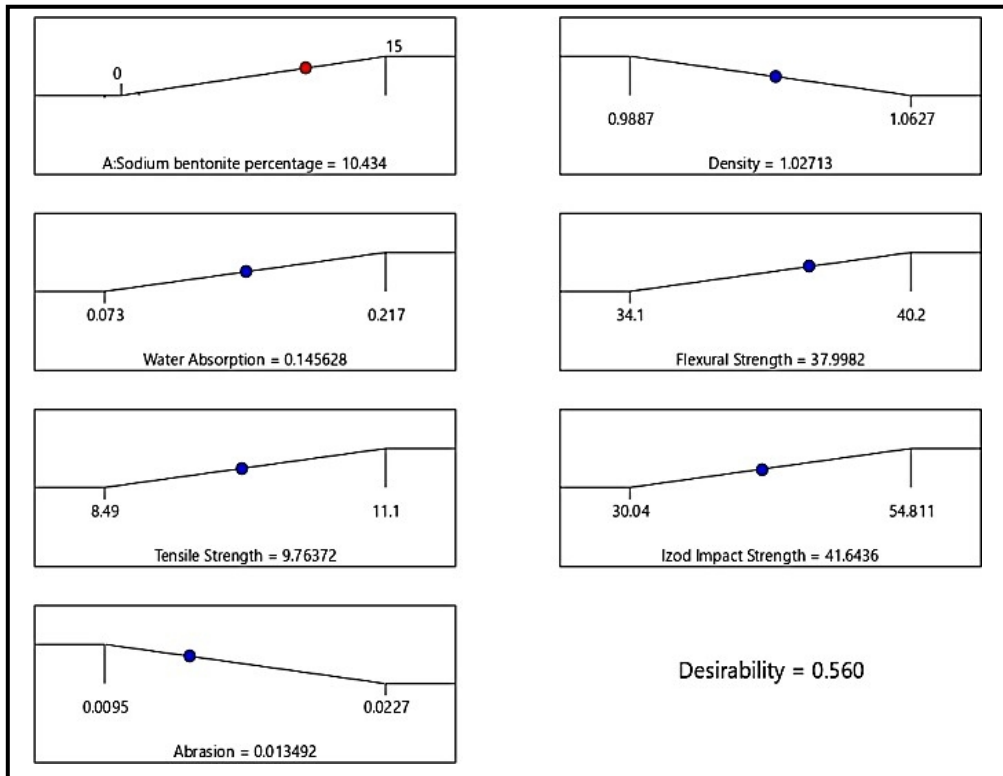 0
15
A:Sodium bentonite percentage = 10.434
0.9887
1.0627
Density = 1.02713
0.073
0.217
Water Absorption = 0.145628
34.1
40.2
Flexural Strength = 37.9982
8.49
11.1
Tensile Strength = 9.76372
30.04
54.811
Izod Impact Strength = 41.6436
0.0095
0.0227
Abrasion = 0.013492
Desirability = 0.560